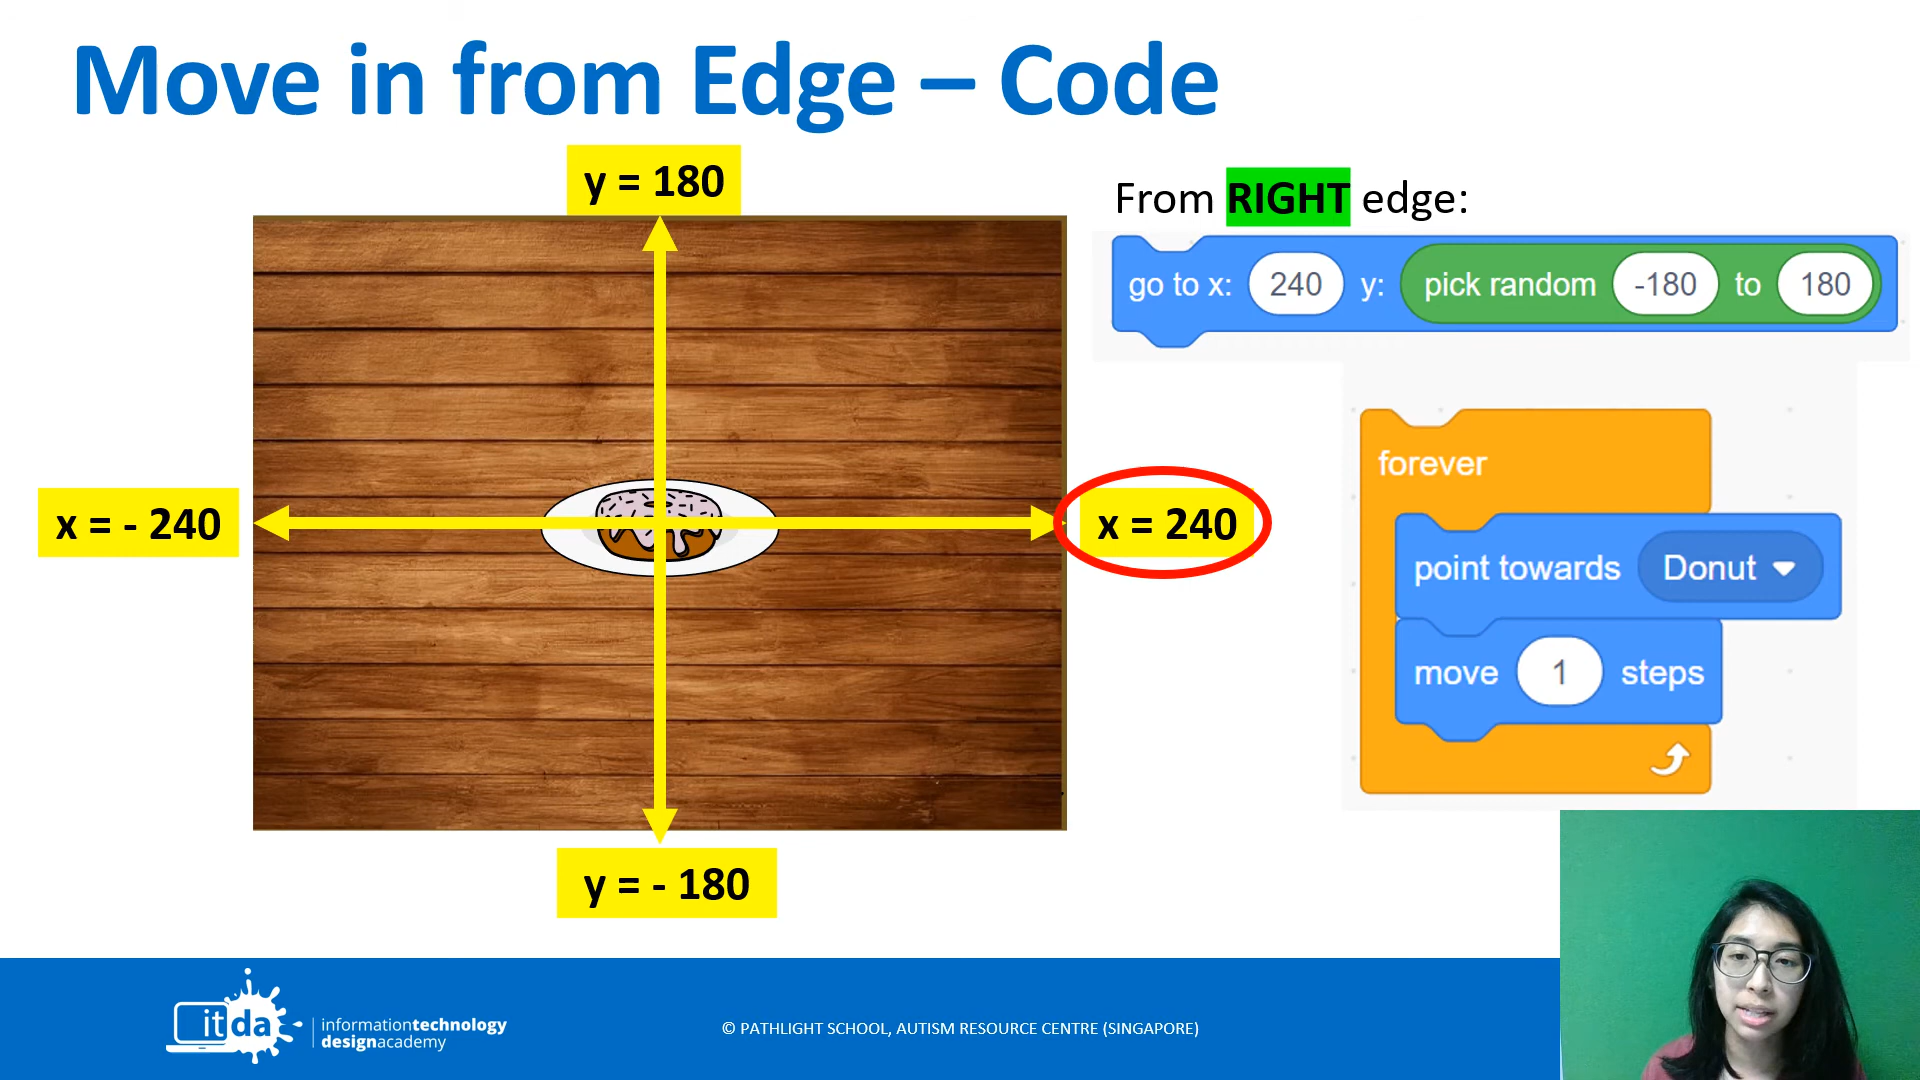 Move in from Edge – Code
y = 180
From RIGHT edge:
go to x: 240 y: pick random -180 to 180
forever
x = - 240
x = 240
point towards Donut
move 1 steps
y = - 180
itda
informationtechnology
designacademy
© PATHLIGHT SCHOOL, AUTISM RESOURCE CENTRE (SINGAPORE)